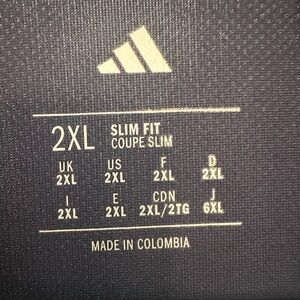 2XL SLIM FIT
COUPE SLIM
UK US F D
2XL 2XL 2XL 2XL
I E CDN J
2XL 2XL 2XL/2TG 6XL
MADE IN COLOMBIA